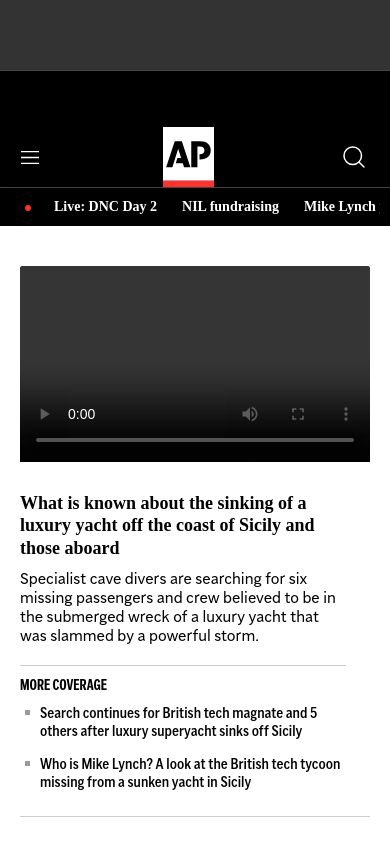 AP
Live: DNC Day 2 NIL fundraising Mike Lynch
0:00
What is known about the sinking of a
luxury yacht off the coast of Sicily and
those aboard
Specialist cave divers are searching for six
missing passengers and crew believed to be in
the submerged wreck of a luxury yacht that
was slammed by a powerful storm.
MORE COVERAGE
Search continues for British tech magnate and 5
others after luxury superyacht sinks off Sicily
Who is Mike Lynch? A look at the British tech tycoon
missing from a sunken yacht in Sicily